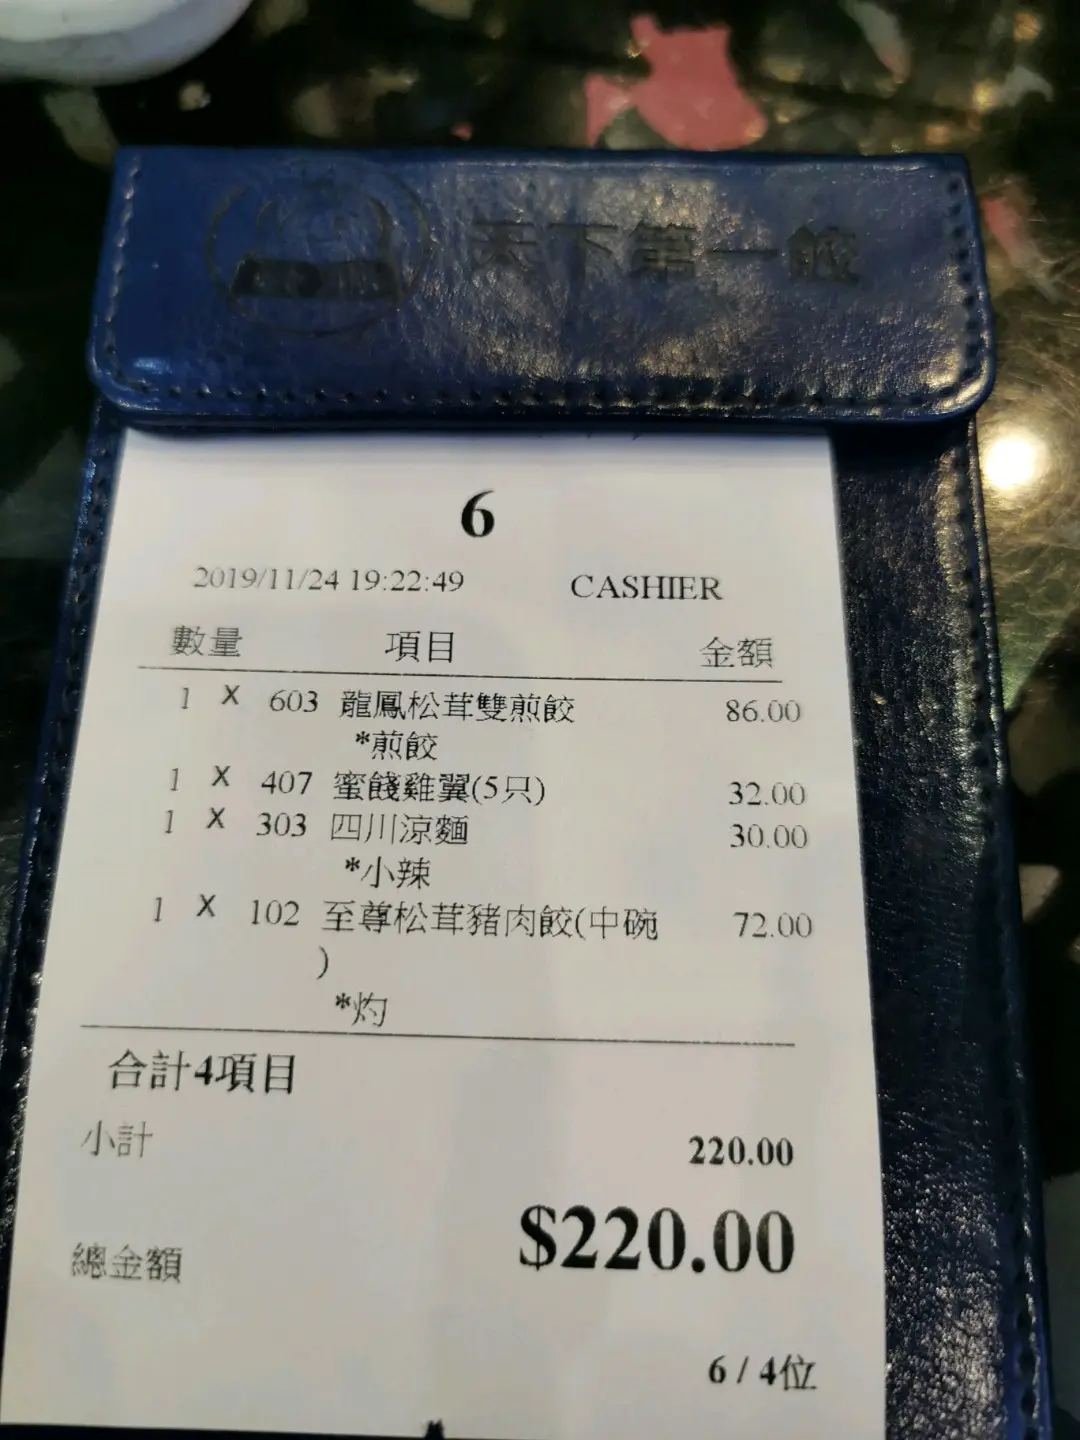 天下第一餃
6
2019/11/24 19:22:49 CASHIER
數量 項目 金額
1 X 603 龍鳳松茸雙煎餃 86.00
*煎餃
1 X 407 蜜餞雞翼(5只) 32.00
1 X 303 四川涼麵 30.00
*小辣
1 X 102 至尊松茸豬肉餃(中碗 72.00
)
*灼
合計4項目
小計 220.00
總金額 $220.00
6 / 4位